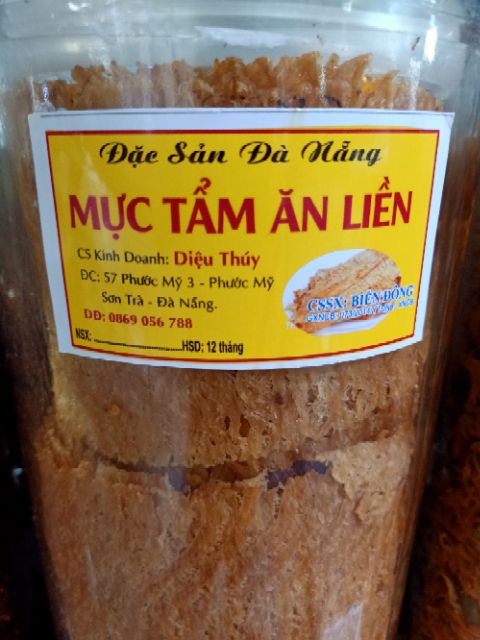 Đặc Sản Đà Nẵng
MỰC TẨM ĂN LIỀN
CS Kinh Doanh: Diệu Thúy
ĐC: 57 Phước Mỹ 3 - Phước Mỹ
Sơn Trà - Đà Nẵng.
DĐ: 0869 056 788
NSX: ..............................HSD: 12 tháng
CSSX: BIỂN ĐÔNG